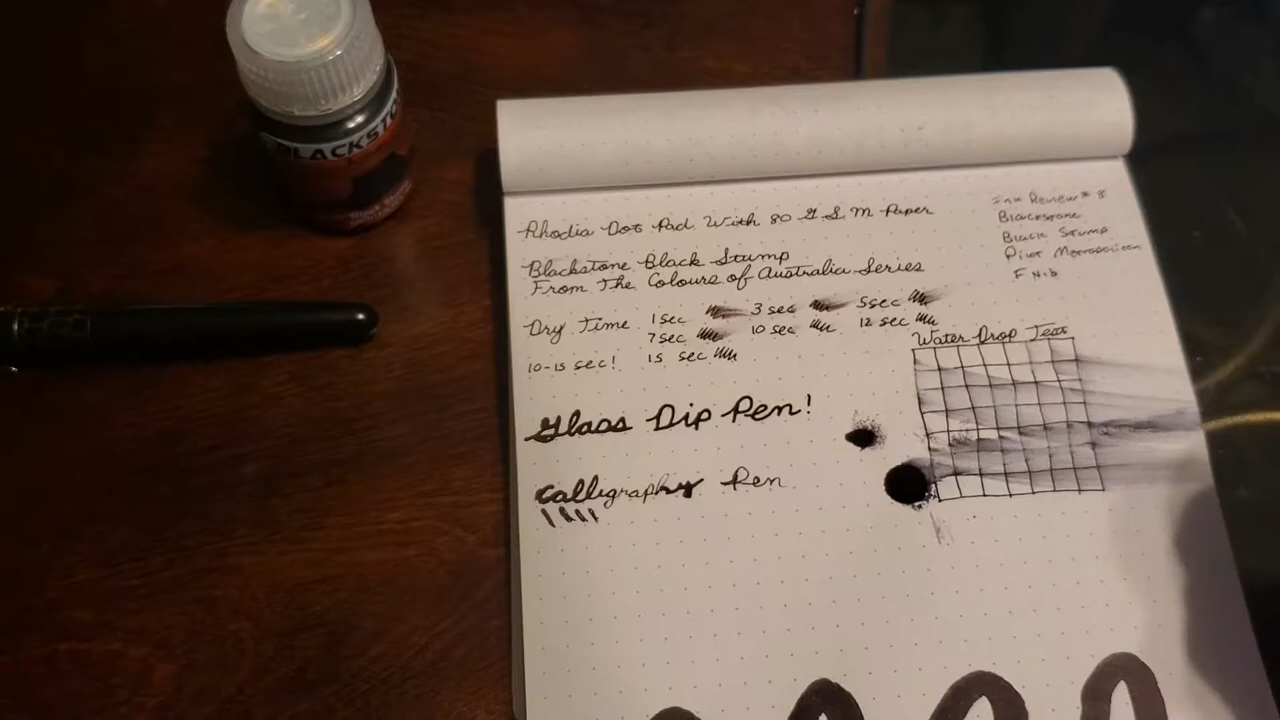 BLACKSTO
Rhodia Dot Pad With 80 G S M Paper
Ink Review # 8
Blackstone
Black Stump
Pilot Metropolitan
F Nib
Blackstone Black Stump
From The Colours of Australia Series
Dry Time 1 sec 3 sec 5 sec
7 sec 10 sec 12 sec
10-15 sec! 15 sec
Water Drop Test
Glass Dip Pen!
Calligraphy Pen